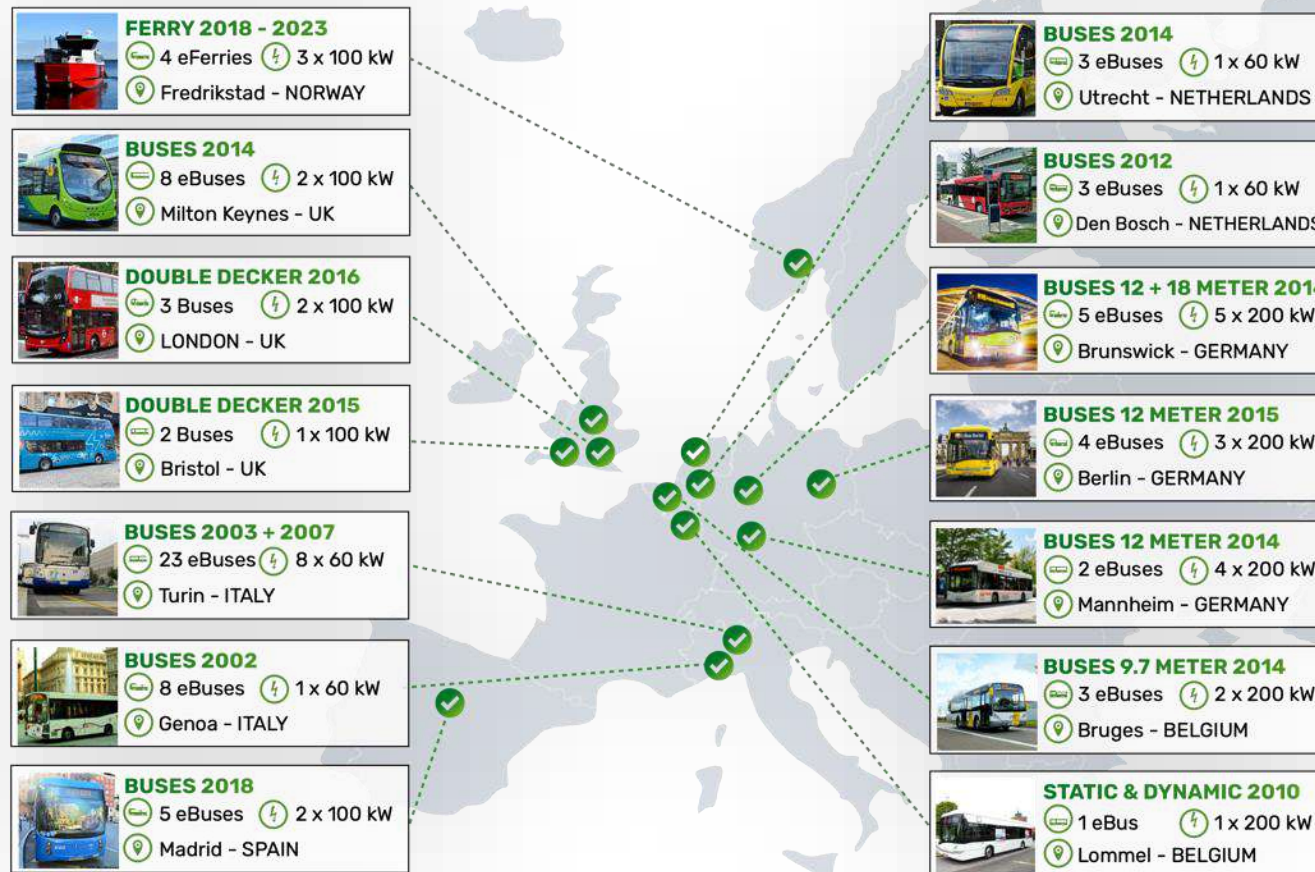 FERRY 2018 - 2023
4 eFerries 3 x 100 kW
Fredrikstad - NORWAY
BUSES 2014
8 eBuses 2 x 100 kW
Milton Keynes - UK
DOUBLE DECKER 2016
3 Buses 2 x 100 kW
LONDON - UK
DOUBLE DECKER 2015
2 Buses 1 x 100 kW
Bristol - UK
BUSES 2003 + 2007
23 eBuses 8 x 60 kW
Turin - ITALY
BUSES 2002
8 eBuses 1 x 60 kW
Genoa - ITALY
BUSES 2018
5 eBuses 2 x 100 kW
Madrid - SPAIN
BUSES 2014
3 eBuses 1 x 60 kW
Utrecht - NETHERLANDS
BUSES 2012
3 eBuses 1 x 60 kW
Den Bosch - NETHERLANDS
BUSES 12 + 18 METER 2014
5 eBuses 5 x 200 kW
Brunswick - GERMANY
BUSES 12 METER 2015
4 eBuses 3 x 200 kW
Berlin - GERMANY
BUSES 12 METER 2014
2 eBuses 4 x 200 kW
Mannheim - GERMANY
BUSES 9.7 METER 2014
3 eBuses 2 x 200 kW
Bruges - BELGIUM
STATIC & DYNAMIC 2010
1 eBus 1 x 200 kW
Lommel - BELGIUM